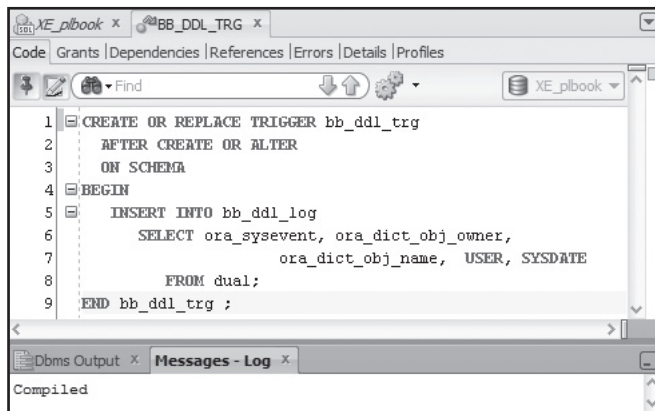 SQL XE_plbook x BB_DDL_TRG x
Code Grants | Dependencies | References | Errors | Details | Profiles
Find XE_plbook
1 CREATE OR REPLACE TRIGGER bb_ddl_trg
2 AFTER CREATE OR ALTER
3 ON SCHEMA
4 BEGIN
5 INSERT INTO bb_ddl_log
6 SELECT ora_sysevent, ora_dict_obj_owner,
7 ora_dict_obj_name, USER, SYSDATE
8 FROM dual;
9 END bb_ddl_trg ;
Dbms Output x Messages - Log x
Compiled